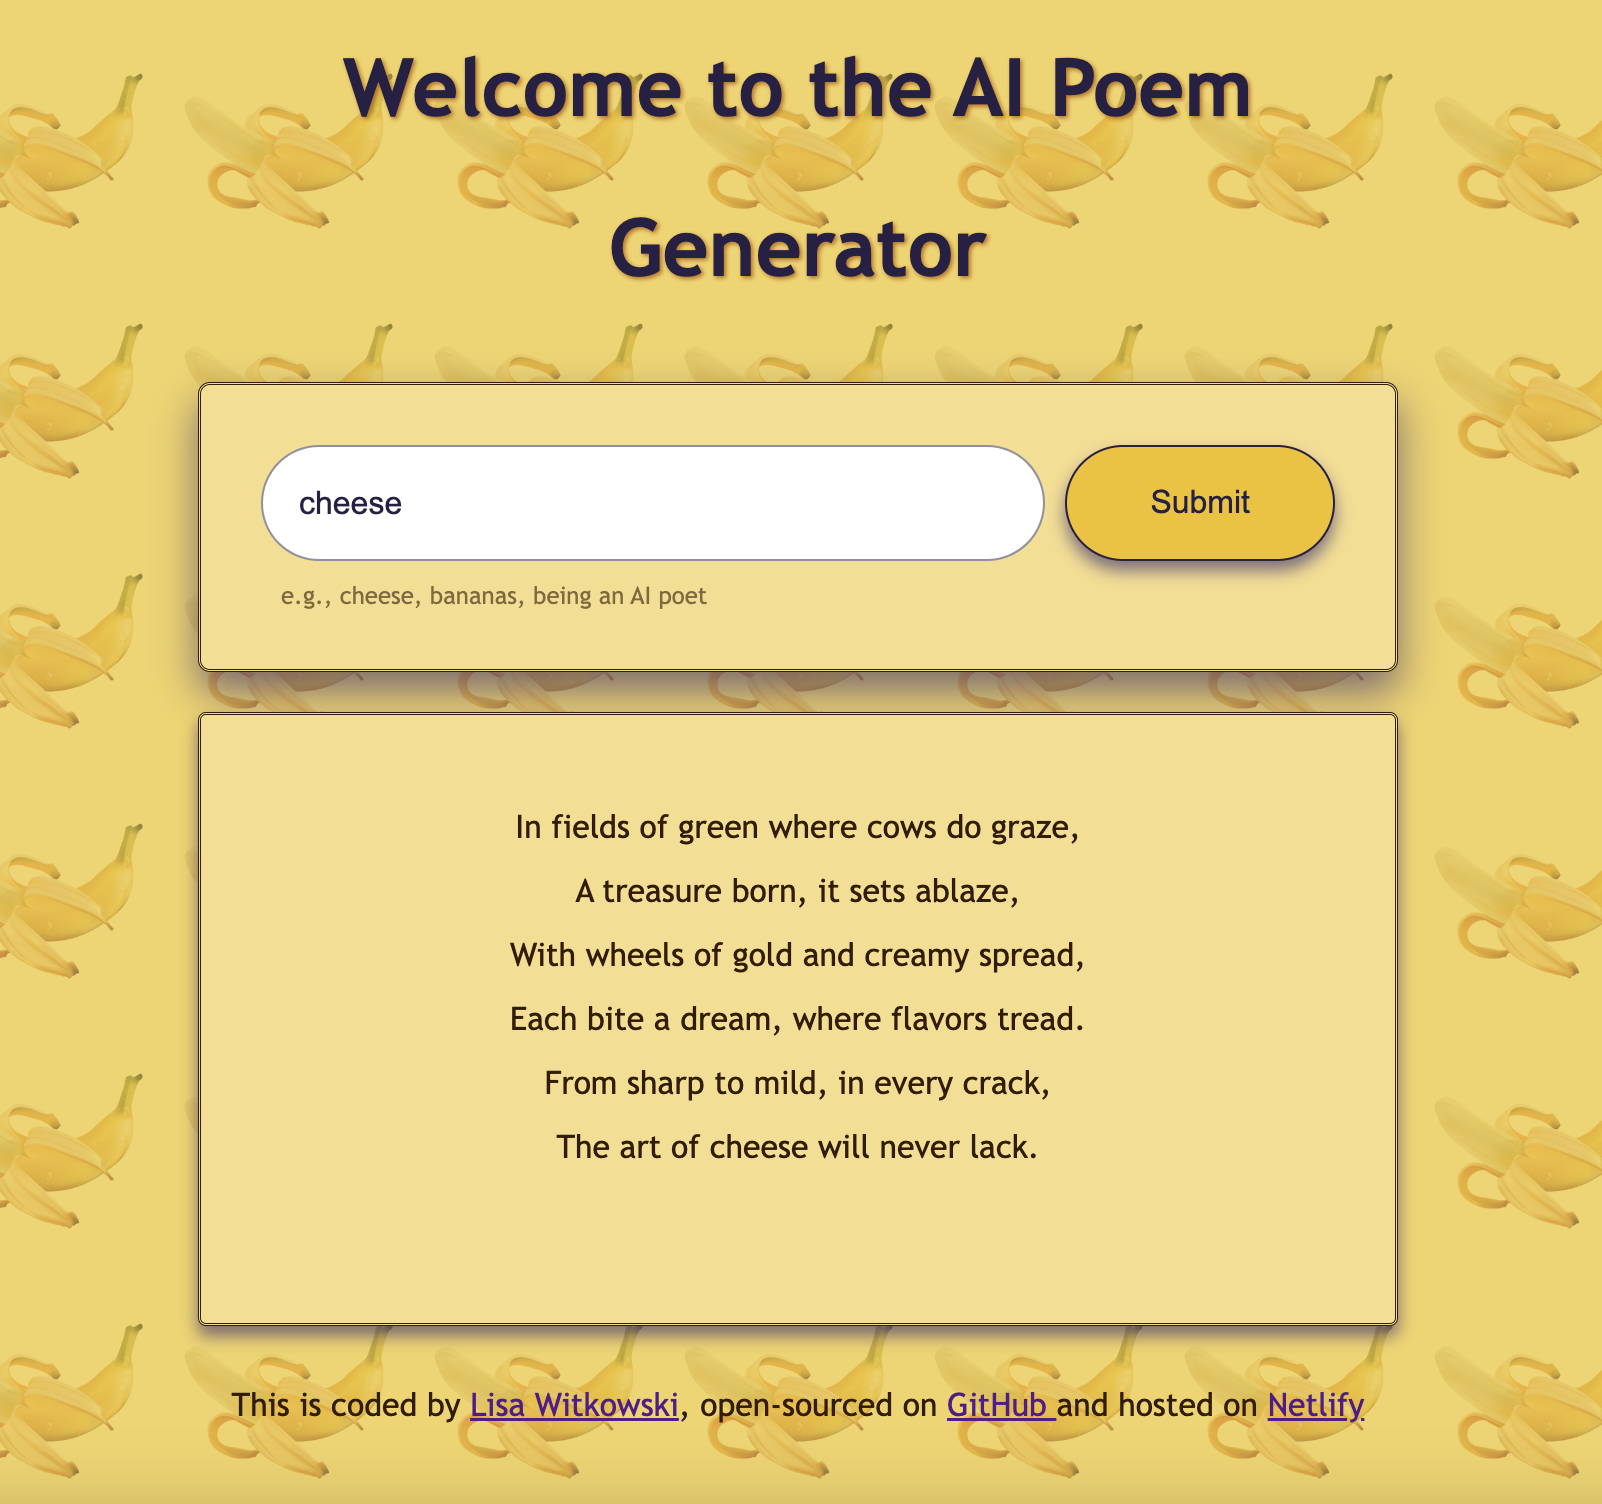 Welcome to the AI Poem
Generator
cheese
Submit
e.g., cheese, bananas, being an AI poet
In fields of green where cows do graze,
A treasure born, it sets ablaze,
With wheels of gold and creamy spread,
Each bite a dream, where flavors tread.
From sharp to mild, in every crack,
The art of cheese will never lack.
This is coded by Lisa Witkowski, open-sourced on GitHub and hosted on Netlify